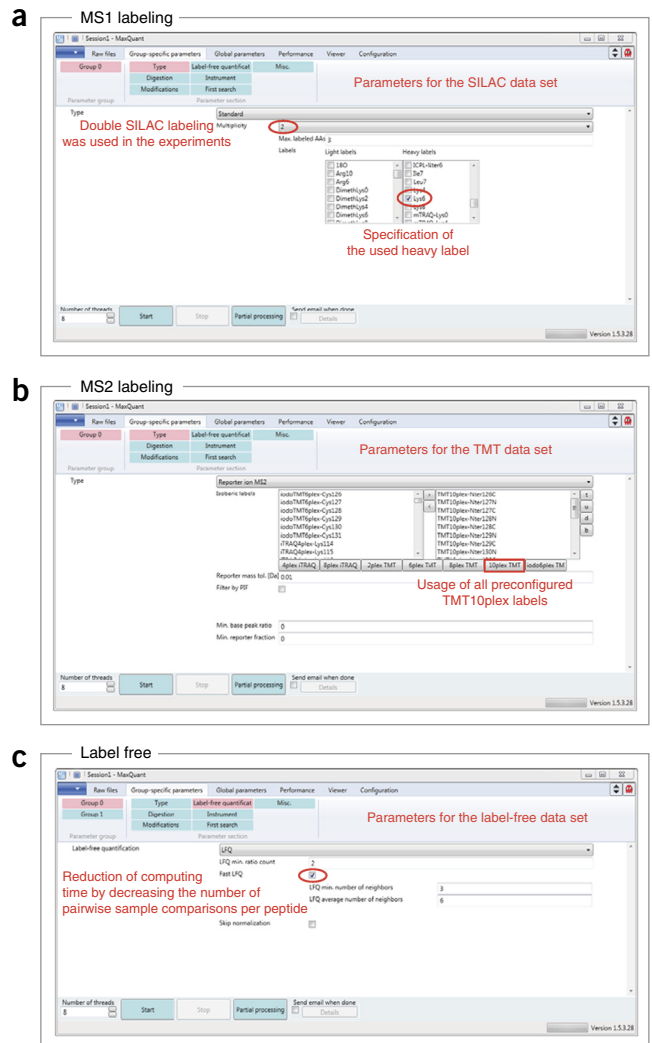 a
MS1 labeling
Session1 - MaxQuant
Raw files Group-specific parameters Global parameters Performance Viewer Configuration
Group 0 Type Label-free quantificat Misc.
Digestion Instrument
Modifications First search
Parameter group Parameter section
Parameters for the SILAC data set
Type Standard
Double SILAC labeling
was used in the experiments
Multiplicity 2
Max. labeled AAs 3
Labels Light labels Heavy labels
18O ICPL-Nter6
Arg10 Ile7
Arg6 Leu7
DimethLys0 Lys4
DimethLys2 Lys6
DimethLys4 Lys8
DimethLys6 mTRAQ-Lys0
Specification of
the used heavy label
Number of threads
8 Start Stop Partial processing Send email when done
Details
Version 1.5.3.28
b
MS2 labeling
Session1 - MaxQuant
Raw files Group-specific parameters Global parameters Performance Viewer Configuration
Group 0 Type Label-free quantificat Misc.
Digestion Instrument
Modifications First search
Parameter group Parameter section
Parameters for the TMT data set
Type Reporter ion MS2
Isobaric labels
iodoTMT6plex-Cys126 TMT10plex-Nter126C
iodoTMT6plex-Cys127 TMT10plex-Nter127N
iodoTMT6plex-Cys128 TMT10plex-Nter127C
iodoTMT6plex-Cys129 TMT10plex-Nter128N
iodoTMT6plex-Cys130 TMT10plex-Nter128C
iodoTMT6plex-Cys131 TMT10plex-Nter129N
iTRAQ4plex-Lys114 TMT10plex-Nter129C
iTRAQ4plex-Lys115 TMT10plex-Nter130N
t
u
d
b
4plex iTRAQ 8plex iTRAQ 2plex TMT 6plex TMT 8plex TMT 10plex TMT iodo6plex TM
Reporter mass tol. [Da] 0.01
Filter by PIF
Usage of all preconfigured
TMT10plex labels
Min. base peak ratio 0
Min. reporter fraction 0
Number of threads
8 Start Stop Partial processing Send email when done
Details
Version 1.5.3.28
c
Label free
Session1 - MaxQuant
Raw files Group-specific parameters Global parameters Performance Viewer Configuration
Group 0 Type Label-free quantificat Misc.
Group 1 Digestion Instrument
Modifications First search
Parameter group Parameter section
Parameters for the label-free data set
Label-free quantification LFQ
LFQ min. ratio count 2
Fast LFQ
Reduction of computing
time by decreasing the number of
pairwise sample comparisons per peptide
LFQ min. number of neighbors 3
LFQ average number of neighbors 6
Skip normalization
Number of threads
8 Start Stop Partial processing Send email when done
Details
Version 1.5.3.28